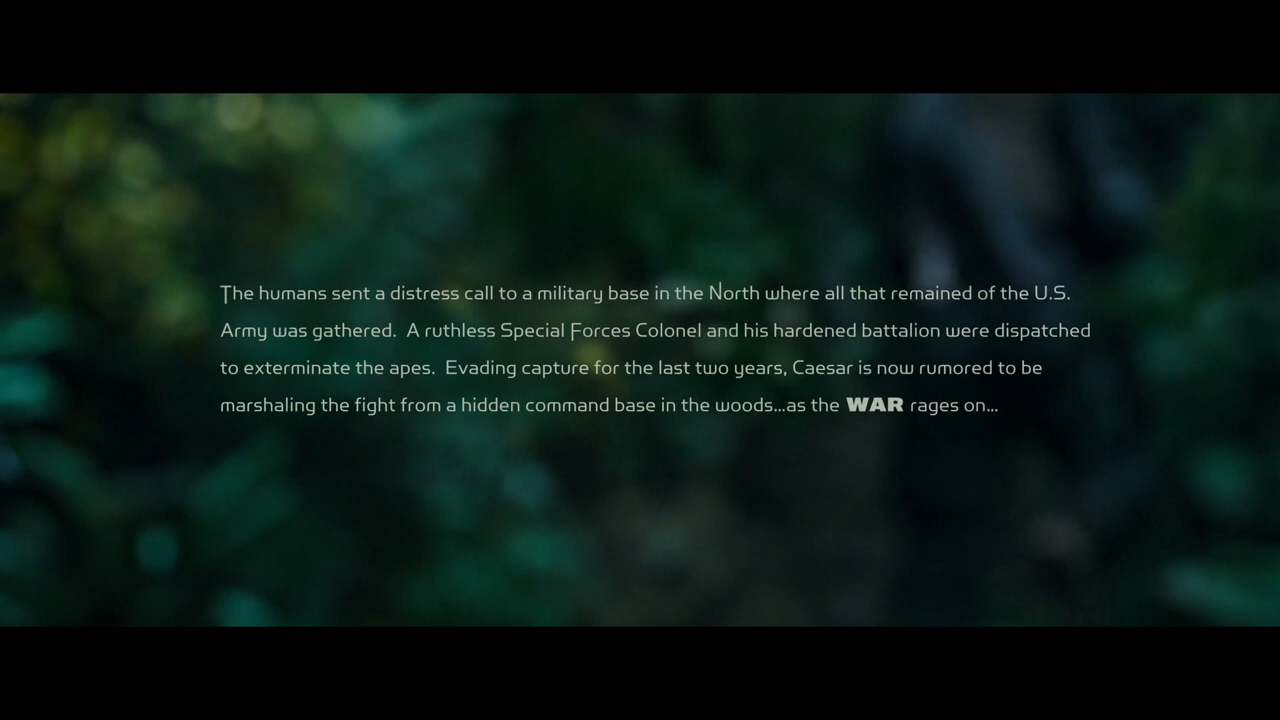 The humans sent a distress call to a military base in the North where all that remained of the U.S.
Army was gathered.  A ruthless Special Forces Colonel and his hardened battalion were dispatched
to exterminate the apes.  Evading capture for the last two years, Caesar is now rumored to be
marshaling the fight from a hidden command base in the woods...as the WAR rages on...